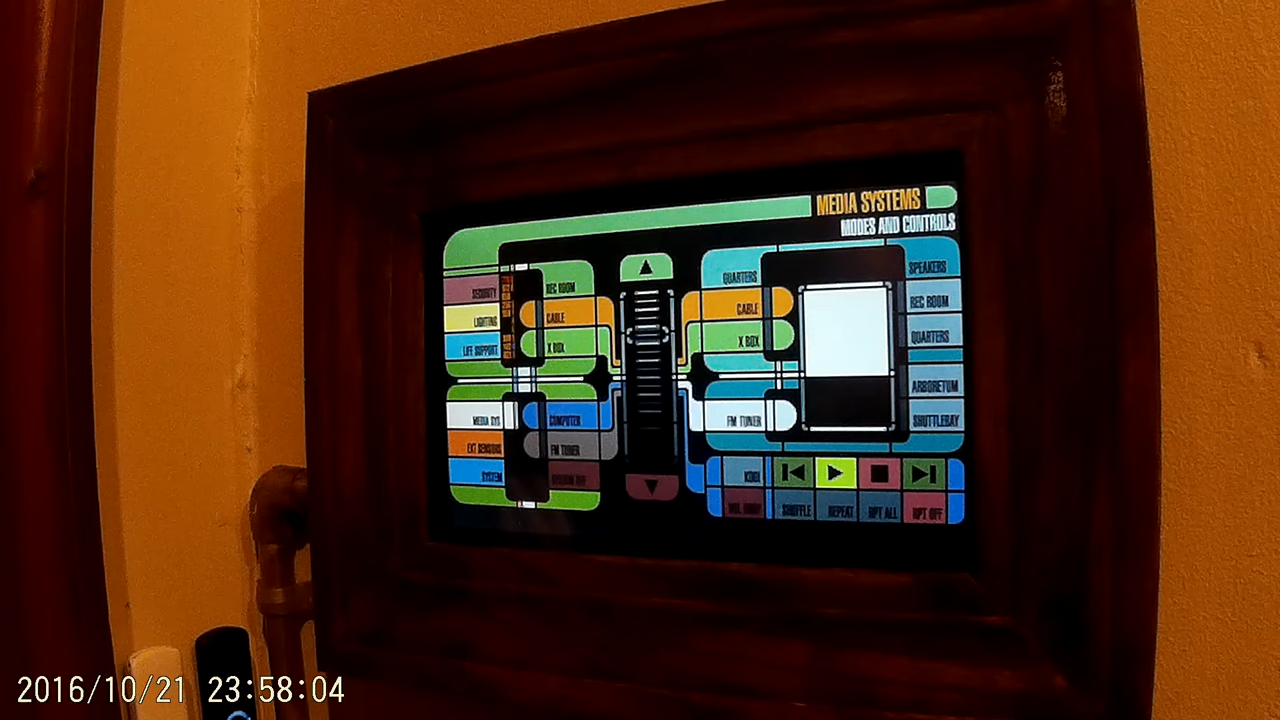 MEDIA SYSTEMS
MODES AND CONTROLS
SECURITY
LIGHTING
LIFE SUPPORT
MEDIA SYS
EXT SENSORS
SYSTEM
REC ROOM
CABLE
X BOX
COMPUTER
FM TUNER
QUARTERS
CABLE
X BOX
FM TUNER
KODI
SPEAKERS
REC ROOM
QUARTERS
ARBORETUM
SHUTTLEBAY
SHUFFLE
REPEAT
RPT ALL
RPT OFF
2016/10/21 23:58:04